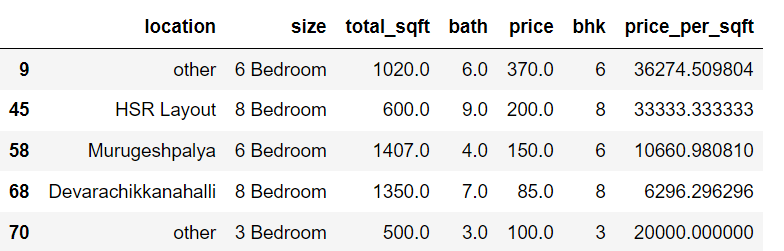 location size total_sqft bath price bhk price_per_sqft
9 other 6 Bedroom 1020.0 6.0 370.0 6 36274.509804
45 HSR Layout 8 Bedroom 600.0 9.0 200.0 8 33333.333333
58 Murugeshpalya 6 Bedroom 1407.0 4.0 150.0 6 10660.980810
68 Devarachikkanahalli 8 Bedroom 1350.0 7.0 85.0 8 6296.296296
70 other 3 Bedroom 500.0 3.0 100.0 3 20000.000000